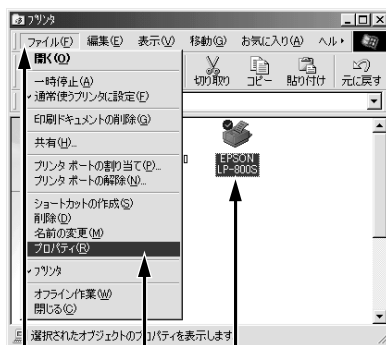 プリンタ
ファイル(F) 編集(E) 表示(V) 移動(G) お気に入り(A) ヘル
開く(O)
一時停止(A)
通常使うプリンタに設定(F)
印刷ドキュメントの削除(G)
共有(H)...
プリンタ ポートの割り当て(P)...
プリンタ ポートの解除(N)...
ショートカットの作成(S)
削除(D)
名前の変更(M)
プロパティ(R)
プリンタ
オフライン作業(W)
閉じる(C)
切り取り コピー 貼り付け 元に戻す
EPSON
LP-800S
選択されたオブジェクトのプロパティを表示します